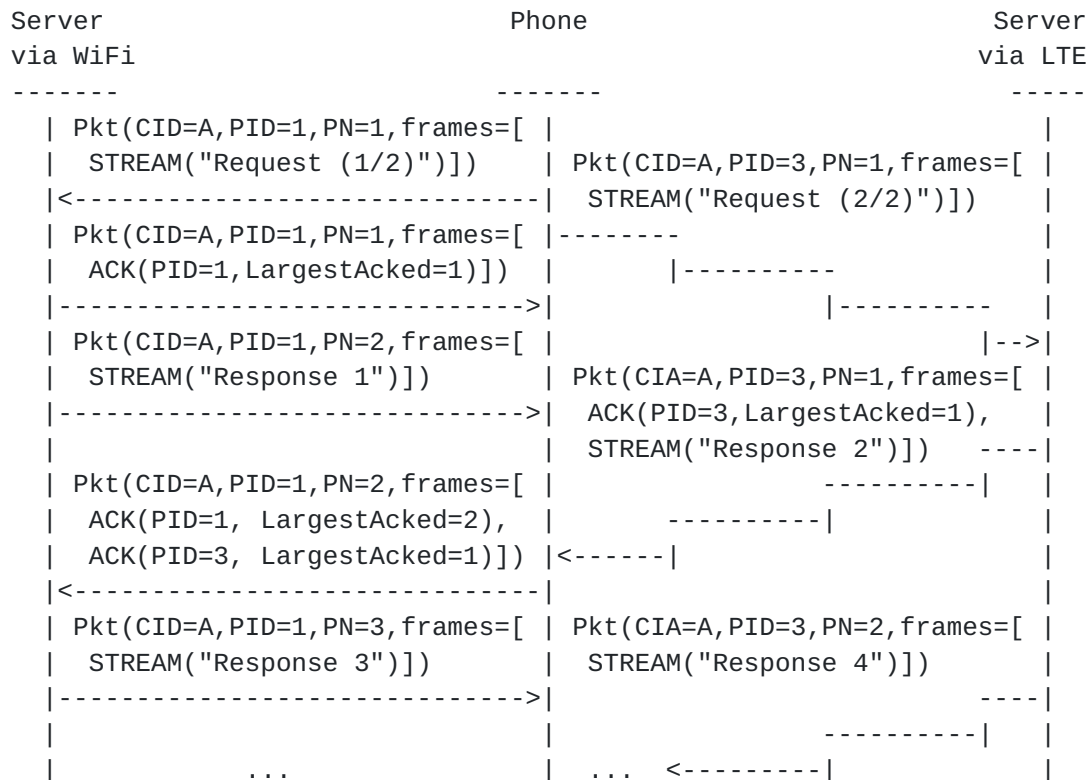 Server                       Phone                        Server
via WiFi                                                 via LTE
-------                      -------                       -----
  | Pkt(CID=A,PID=1,PN=1,frames=[ |                            |
  |  STREAM("Request (1/2)")])    | Pkt(CID=A,PID=3,PN=1,frames=[ |
  |<------------------------------|  STREAM("Request (2/2)")])    |
  | Pkt(CID=A,PID=1,PN=1,frames=[ |--------                     |
  |  ACK(PID=1,LargestAcked=1)])  |       |----------            |
  |------------------------------>|                |----------   |
  | Pkt(CID=A,PID=1,PN=2,frames=[ |                         |-->|
  |  STREAM("Response 1")])       | Pkt(CIA=A,PID=3,PN=1,frames=[ |
  |------------------------------>|  ACK(PID=3,LargestAcked=1),   |
  |                               |  STREAM("Response 2")])   ----|
  | Pkt(CID=A,PID=1,PN=2,frames=[ |                ----------|   |
  |  ACK(PID=1, LargestAcked=2),  |       ----------|            |
  |  ACK(PID=3, LargestAcked=1)]) |<------|                      |
  |<------------------------------|                              |
  | Pkt(CID=A,PID=1,PN=3,frames=[ | Pkt(CIA=A,PID=3,PN=2,frames=[ |
  |  STREAM("Response 3")])       |  STREAM("Response 4")])       |
  |------------------------------>|                          ----|
  |                               |                ----------|   |
  |            ...                |  ...  <---------|            |